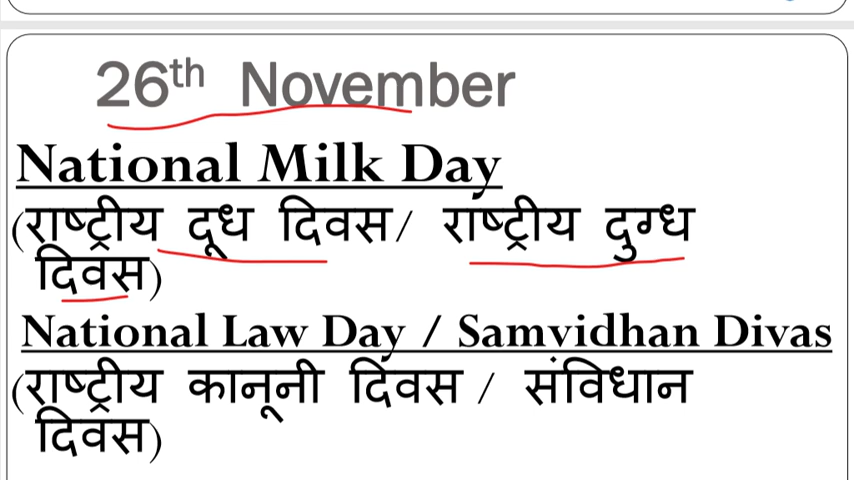 26th November
National Milk Day
(राष्ट्रीय दूध दिवस/ राष्ट्रीय दुग्ध
दिवस)
National Law Day / Samvidhan Divas
(राष्ट्रीय कानूनी दिवस / संविधान
दिवस)